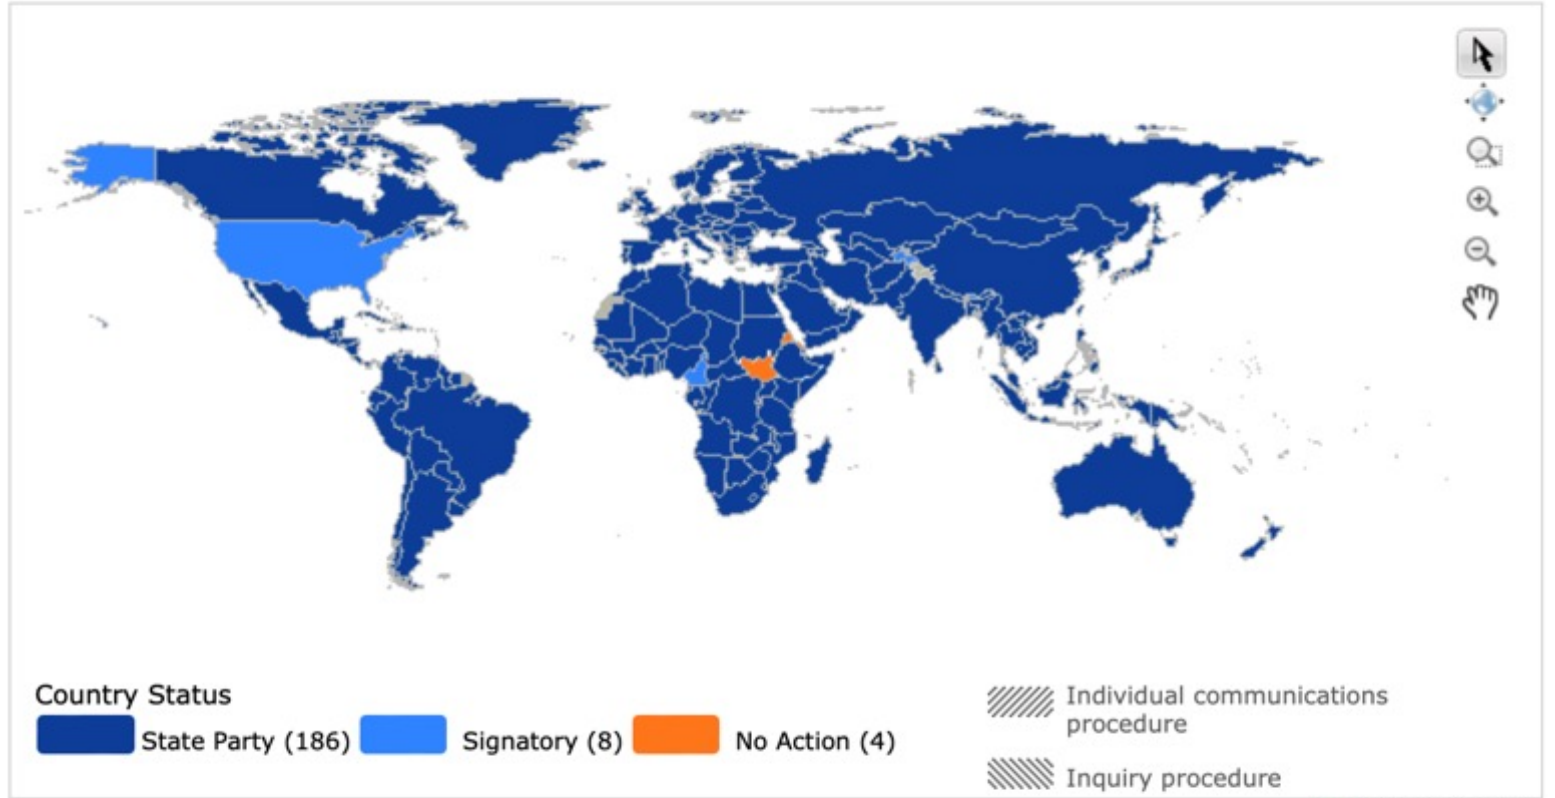 Country Status
State Party (186)
Signatory (8)
No Action (4)
Individual communications
procedure
Inquiry procedure